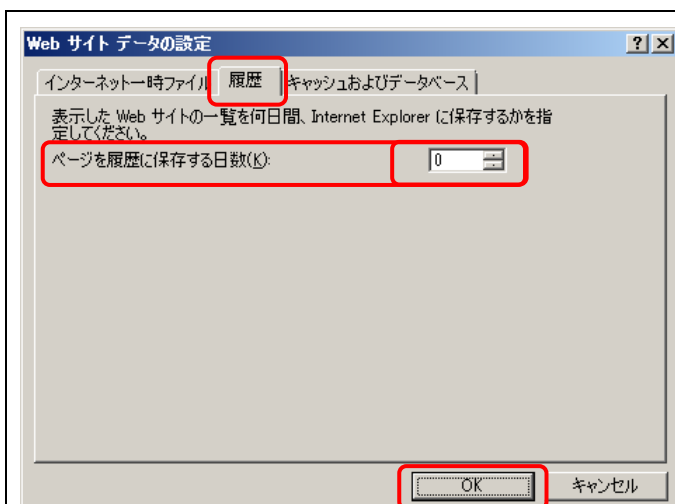 Web サイト データの設定
インターネット一時ファイル 履歴 キャッシュおよびデータベース
表示した Web サイトの一覧を何日間、Internet Explorer に保存するかを指
定してください。
ページを履歴に保存する日数(K): 0
OK キャンセル